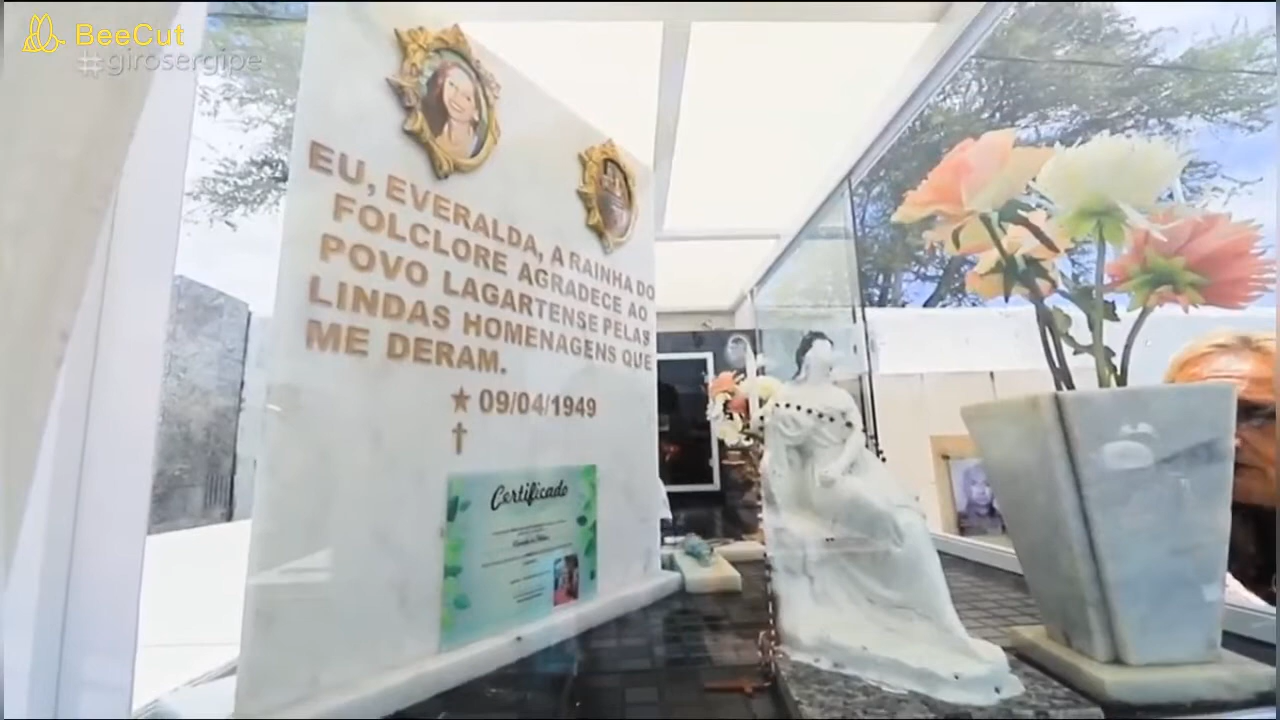 BeeCut
#girosergipe
EU, EVERALDA, A RAINHA DO
FOLCLORE AGRADECE AO
POVO LAGARTENSE PELAS
LINDAS HOMENAGENS QUE
ME DERAM.
09/04/1949
Certificado